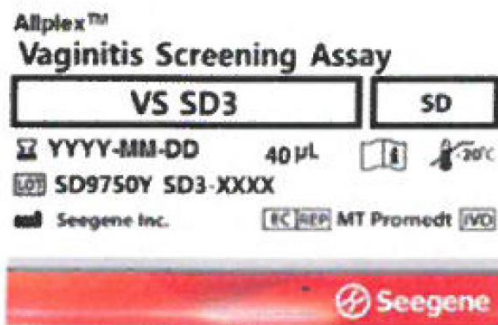 Allplex™
Vaginitis Screening Assay
VS SD3 SD
YYYY-MM-DD 40 µL i -20°C
LOT SD9750Y SD3-XXXX
Seegene Inc. EC REP MT Promedt IVD
Seegene